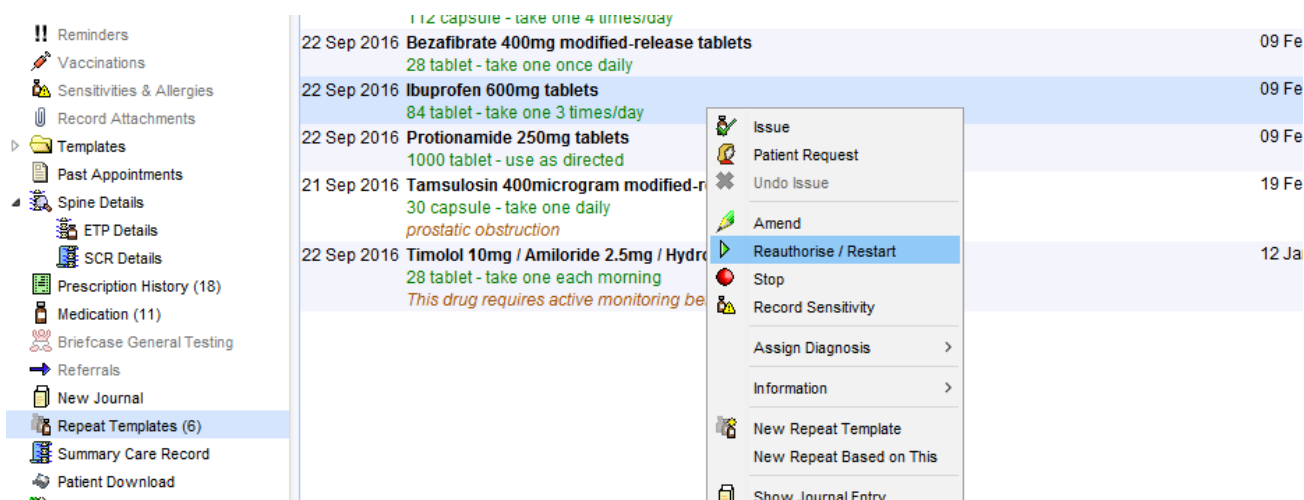 Reminders
Vaccinations
Sensitivities & Allergies
Record Attachments
Templates
Past Appointments
Spine Details
ETP Details
SCR Details
Prescription History (18)
Medication (11)
Briefcase General Testing
Referrals
New Journal
Repeat Templates (6)
Summary Care Record
Patient Download
112 capsule - take one 4 times/day
22 Sep 2016 Bezafibrate 400mg modified-release tablets 09 Fe
28 tablet - take one once daily
22 Sep 2016 Ibuprofen 600mg tablets 09 Fe
84 tablet - take one 3 times/day
22 Sep 2016 Protionamide 250mg tablets 09 Fe
1000 tablet - use as directed
21 Sep 2016 Tamsulosin 400microgram modified-r 19 Fe
30 capsule - take one daily
prostatic obstruction
22 Sep 2016 Timolol 10mg / Amiloride 2.5mg / Hydro 12 Ja
28 tablet - take one each morning
This drug requires active monitoring be
Issue
Patient Request
Undo Issue
Amend
Reauthorise / Restart
Stop
Record Sensitivity
Assign Diagnosis
Information
New Repeat Template
New Repeat Based on This
Show Journal Entry